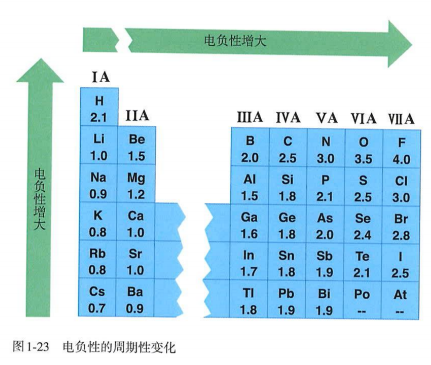 电负性增大
电负性增大
I A
IIA IIIA IVA V A VI A VII A
H
2.1
Li Be B C N O F
1.0 1.5 2.0 2.5 3.0 3.5 4.0
Na Mg Al Si P S Cl
0.9 1.2 1.5 1.8 2.1 2.5 3.0
K Ca Ga Ge As Se Br
0.8 1.0 1.6 1.8 2.0 2.4 2.8
Rb Sr In Sn Sb Te I
0.8 1.0 1.7 1.8 1.9 2.1 2.5
Cs Ba Tl Pb Bi Po At
0.7 0.9 1.8 1.9 1.9 -- --
图1-23 电负性的周期性变化